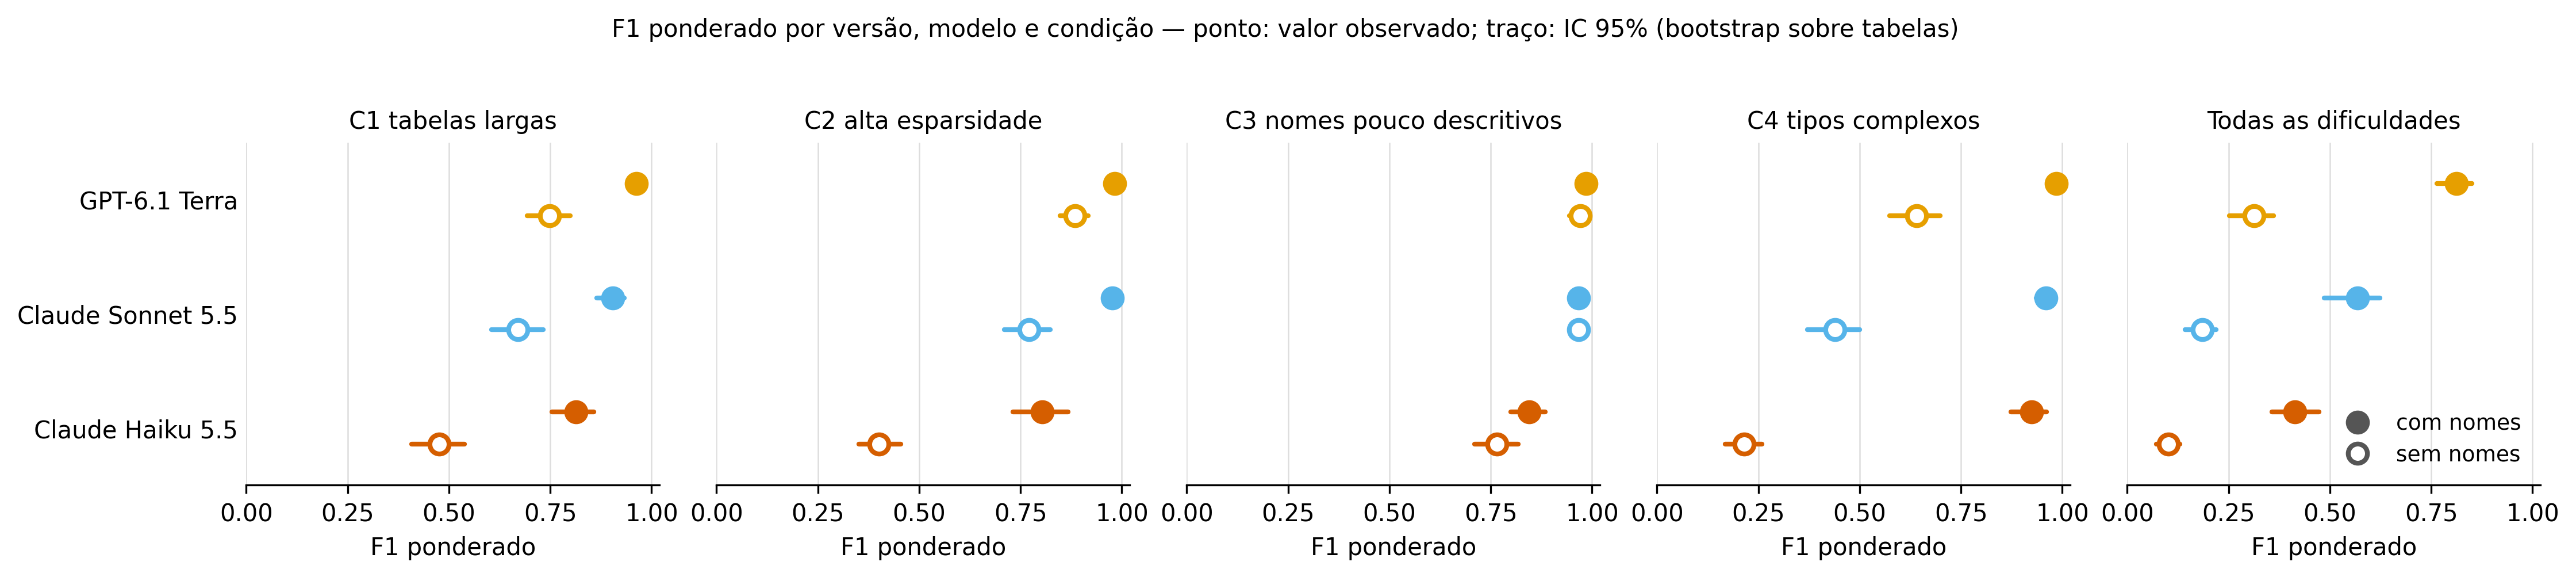 F1 ponderado por versão, modelo e condição — ponto: valor observado; traço: IC 95% (bootstrap sobre tabelas)
C1 tabelas largas
C2 alta esparsidade
C3 nomes pouco descritivos
C4 tipos complexos
Todas as dificuldades
GPT-6.1 Terra
Claude Sonnet 5.5
Claude Haiku 5.5
com nomes
sem nomes
0.00 0.25 0.50 0.75 1.00 0.00 0.25 0.50 0.75 1.00 0.00 0.25 0.50 0.75 1.00 0.00 0.25 0.50 0.75 1.00 0.00 0.25 0.50 0.75 1.00
F1 ponderado F1 ponderado F1 ponderado F1 ponderado F1 ponderado